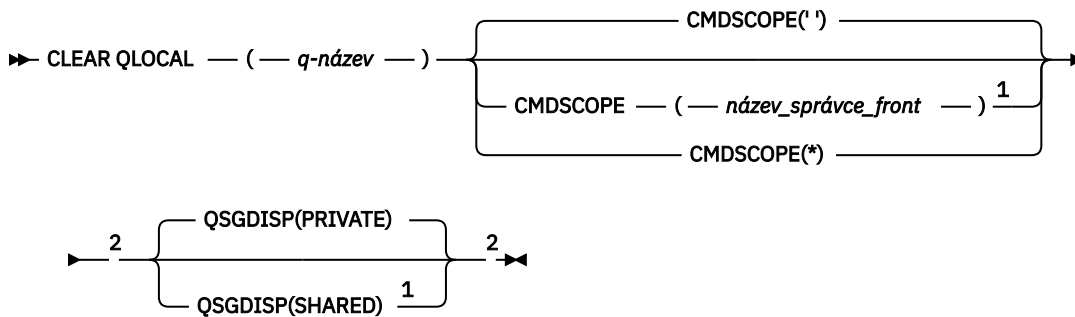 CMDSCOPE(' ')
CLEAR QLOCAL ( q-název )
CMDSCOPE ( název_správce_front ) 1
CMDSCOPE(*)
QSGDISP(PRIVATE)
2 2
QSGDISP(SHARED) 1